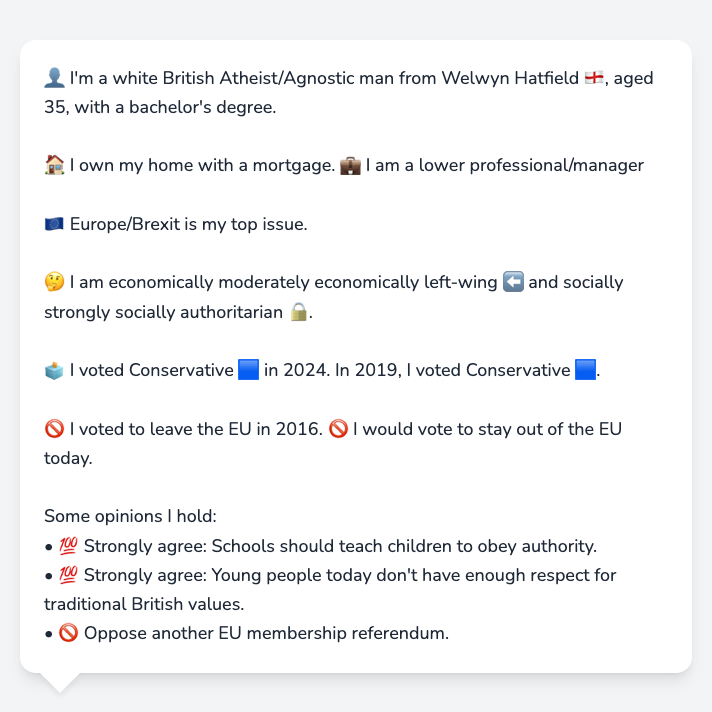 👤 I'm a white British Atheist/Agnostic man from Welwyn Hatfield 🏴󠁧󠁢󠁥󠁮󠁧󠁿, aged
35, with a bachelor's degree.
🏠 I own my home with a mortgage. 💼 I am a lower professional/manager
🇪🇺 Europe/Brexit is my top issue.
🤔 I am economically moderately economically left-wing ⬅️ and socially
strongly socially authoritarian 🔒.
🗳️ I voted Conservative 🟦 in 2024. In 2019, I voted Conservative 🟦.
🚫 I voted to leave the EU in 2016. 🚫 I would vote to stay out of the EU
today.
Some opinions I hold:
• 💯 Strongly agree: Schools should teach children to obey authority.
• 💯 Strongly agree: Young people today don't have enough respect for
traditional British values.
• 🚫 Oppose another EU membership referendum.